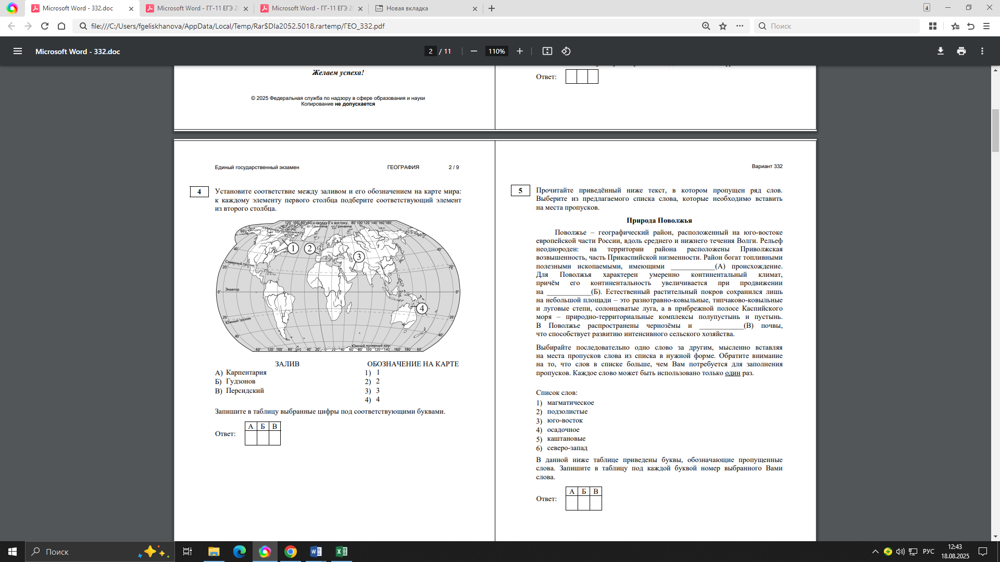 Microsoft Word - 332.doc
Microsoft Word - ГГ-11 ЕГЭ 2
Microsoft Word - ГГ-11 ЕГЭ 2
Новая вкладка
4
file:///C:/Users/fgeliskhanova/AppData/Local/Temp/Rar$DIa2052.5018.rartemp/ГЕО_332.pdf
Поиск
Microsoft Word - 332.doc
2 / 11
110%
Желаем успеха!
© 2025 Федеральная служба по надзору в сфере образования и науки
Копирование не допускается
Ответ:
Единый государственный экзамен ГЕОГРАФИЯ 2 / 9
4
Установите соответствие между заливом и его обозначением на карте мира:
к каждому элементу первого столбца подберите соответствующий элемент
из второго столбца.
120° 100° 80° 60° к западу 0° к востоку 80° 100° 120° 140° 160° 180°
от Гринвича от Гринвича
Северный полярный круг
60° 60°
1 2 3
40° 40°
Северный тропик
20° 20°
Экватор
0° 0°
4
20° 20°
Южный тропик
40° 40°
Южный полярный круг
60° 120° 100° 80° 60° 40° 20° 0° 20° 40° 60° 80° 100° 120° 140° 160° 180° 60°
ЗАЛИВ ОБОЗНАЧЕНИЕ НА КАРТЕ
А) Карпентария 1) 1
Б) Гудзонов 2) 2
В) Персидский 3) 3
4) 4
Запишите в таблицу выбранные цифры под соответствующими буквами.
А Б В
Ответ:
Вариант 332
5
Прочитайте приведённый ниже текст, в котором пропущен ряд слов.
Выберите из предлагаемого списка слова, которые необходимо вставить
на места пропусков.
Природа Поволжья
Поволжье – географический район, расположенный на юго-востоке
европейской части России, вдоль среднего и нижнего течения Волги. Рельеф
неоднороден: на территории района расположены Приволжская
возвышенность, часть Прикаспийской низменности. Район богат топливными
полезными ископаемыми, имеющими ____________(А) происхождение.
Для Поволжья характерен умеренно континентальный климат,
причём его континентальность увеличивается при продвижении
на ____________(Б). Естественный растительный покров сохранился лишь
на небольшой площади – это разнотравно-ковыльные, типчаково-ковыльные
и луговые степи, солонцеватые луга, а в прибрежной полосе Каспийского
моря – природно-территориальные комплексы полупустынь и пустынь.
В Поволжье распространены чернозёмы и ____________(В) почвы,
что способствует развитию интенсивного сельского хозяйства.
Выбирайте последовательно одно слово за другим, мысленно вставляя
на места пропусков слова из списка в нужной форме. Обратите внимание
на то, что слов в списке больше, чем Вам потребуется для заполнения
пропусков. Каждое слово может быть использовано только один раз.
Список слов:
1) магматическое
2) подзолистые
3) юго-восток
4) осадочное
5) каштановые
6) северо-запад
В данной ниже таблице приведены буквы, обозначающие пропущенные
слова. Запишите в таблицу под каждой буквой номер выбранного Вами
слова.
А Б В
Ответ:
Поиск
РУС
12:43
18.08.2025